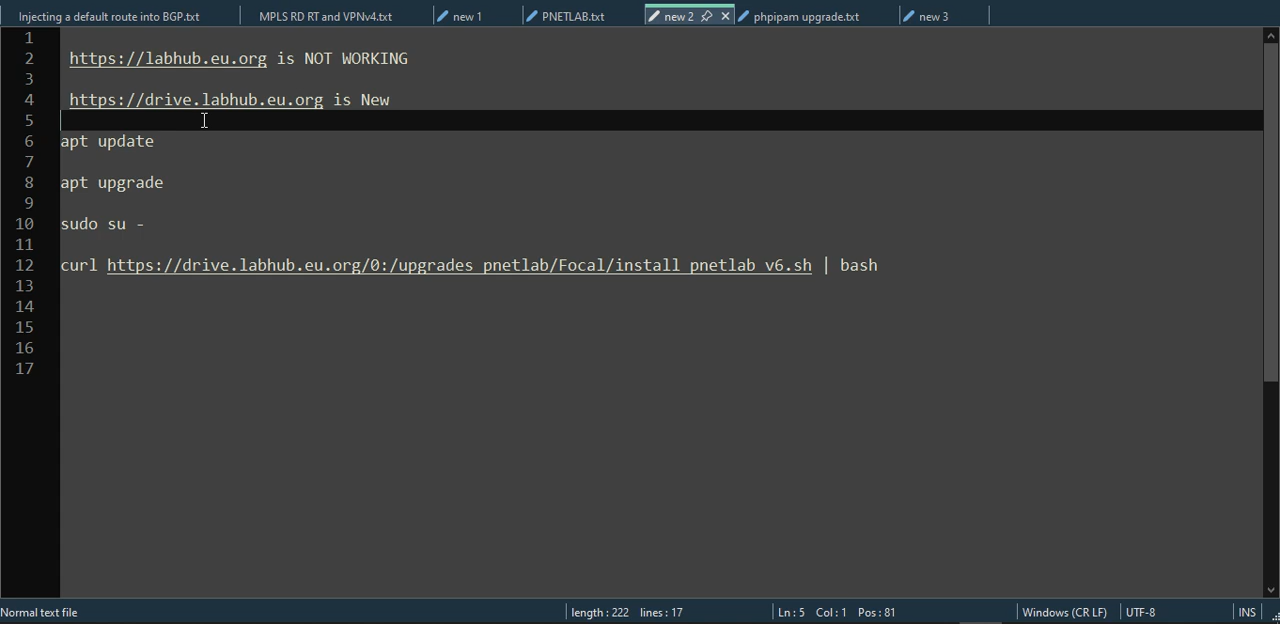 Injecting a default route into BGP.txt MPLS RD RT and VPNv4.txt new 1 PNETLAB.txt new 2 phpipam upgrade.txt new 3
1
2 https://labhub.eu.org is NOT WORKING
3
4 https://drive.labhub.eu.org is New
5
6 apt update
7
8 apt upgrade
9
10 sudo su -
11
12 curl https://drive.labhub.eu.org/0:/upgrades_pnetlab/Focal/install_pnetlab_v6.sh | bash
13
14
15
16
17
Normal text file length : 222 lines : 17 Ln : 5 Col : 1 Pos : 81 Windows (CR LF) UTF-8 INS